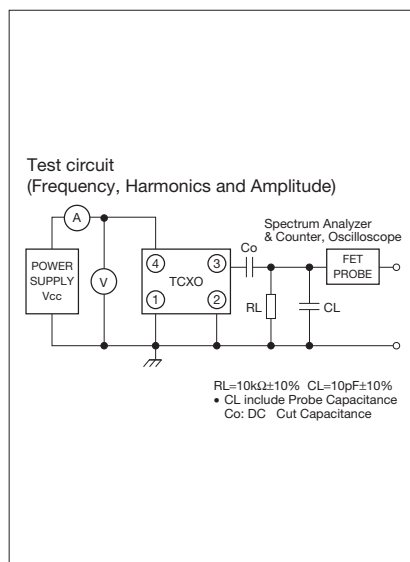 Test circuit
(Frequency, Harmonics and Amplitude)
Spectrum Analyzer
& Counter, Oscilloscope
A
Co
POWER
SUPPLY
Vcc
V
4
3
TCXO
1
2
FET
PROBE
RL
CL
RL=10kΩ±10% CL=10pF±10%
• CL include Probe Capacitance
Co: DC Cut Capacitance